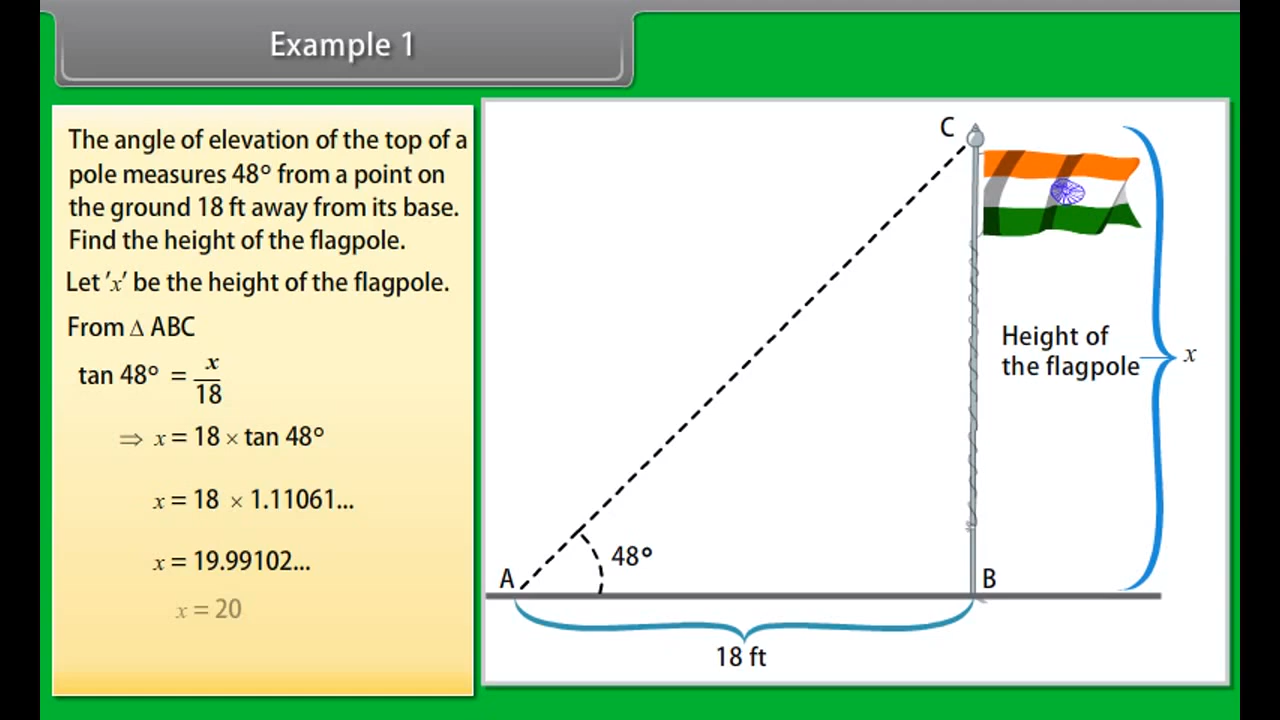 Example 1
The angle of elevation of the top of a
pole measures 48° from a point on
the ground 18 ft away from its base.
Find the height of the flagpole.
Let 'x' be the height of the flagpole.
From Δ ABC
tan 48° = x/18
⇒ x = 18 × tan 48°
x = 18 × 1.11061...
x = 19.99102...
x = 20
C
Height of
the flagpole
x
48°
A
B
18 ft